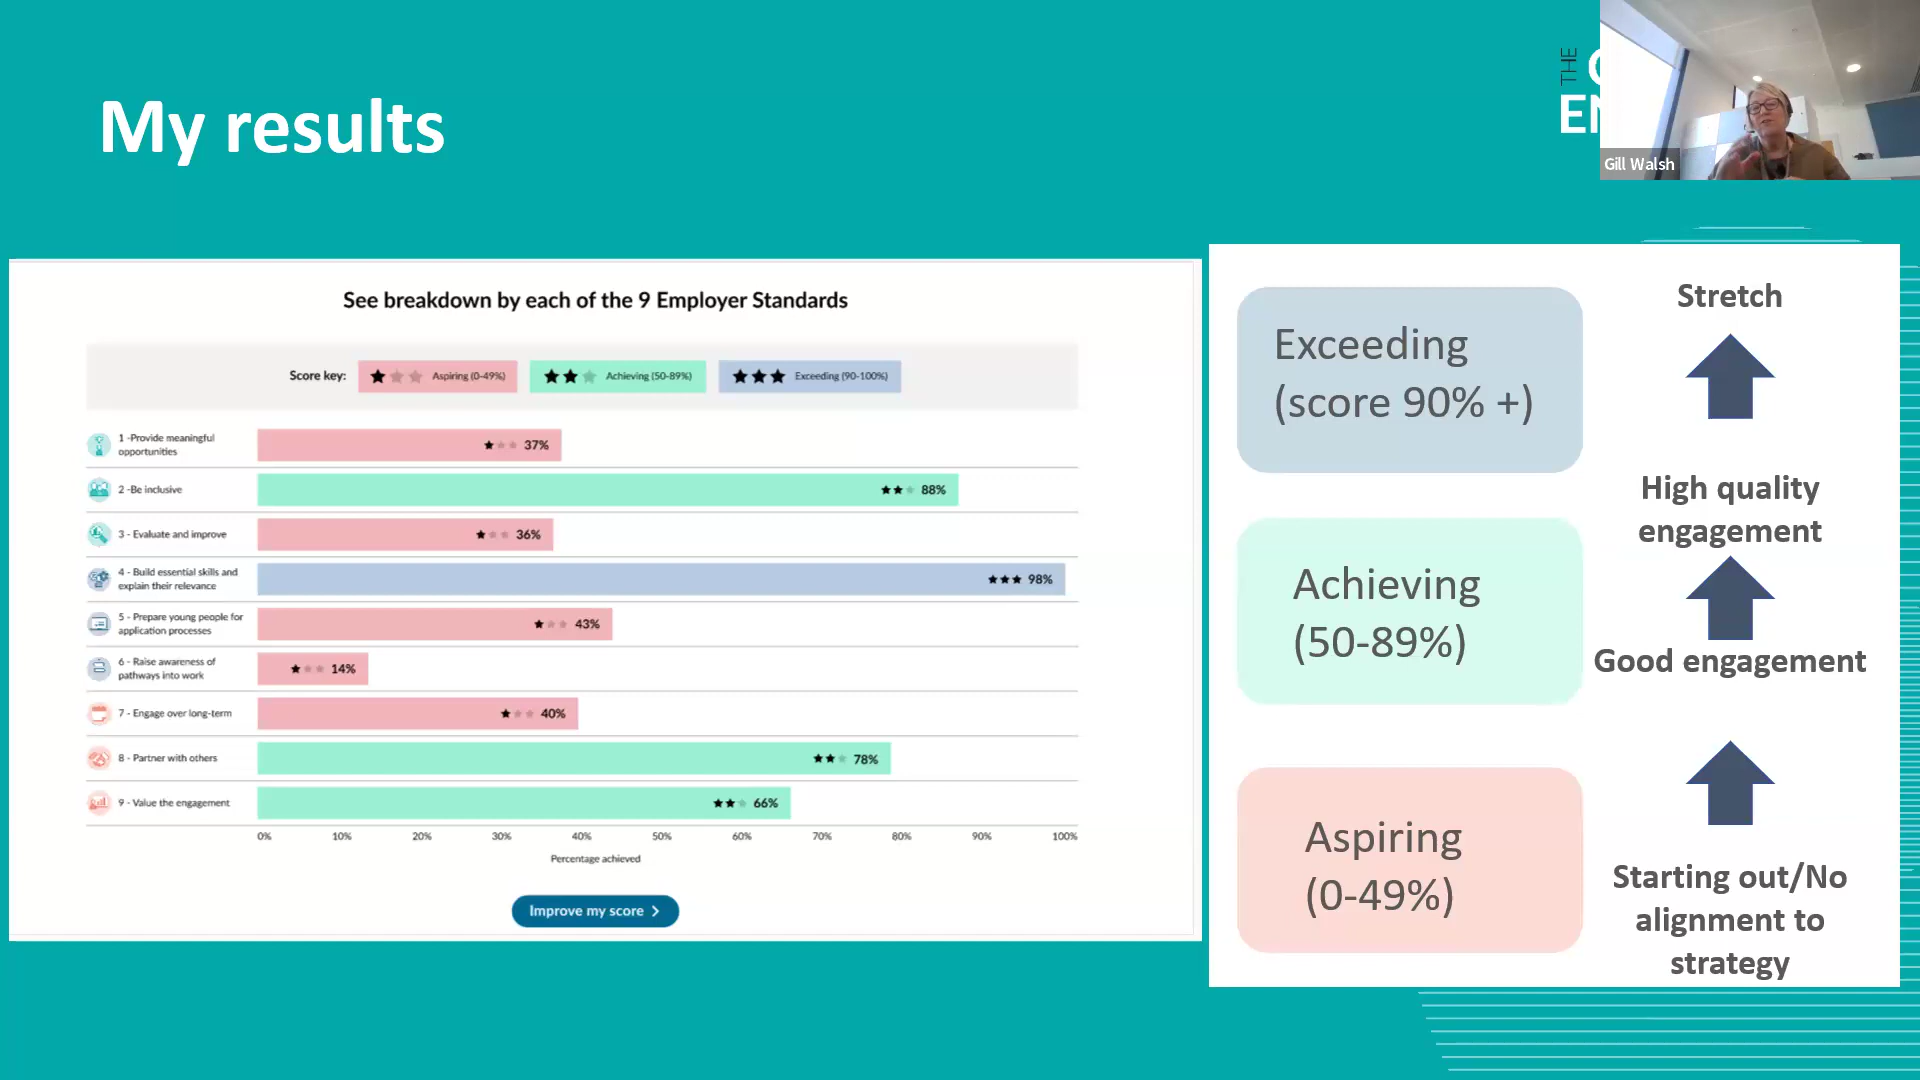 My results
THE
Gill Walsh
See breakdown by each of the 9 Employer Standards
Score key:
Aspiring (0-49%)
Achieving (50-89%)
Exceeding (90-100%)
1 -Provide meaningful
opportunities
37%
2 -Be inclusive
88%
3 - Evaluate and improve
36%
4 - Build essential skills and
explain their relevance
98%
5 - Prepare young people for
application processes
43%
6 - Raise awareness of
pathways into work
14%
7 - Engage over long-term
40%
8 - Partner with others
78%
9 - Value the engagement
66%
0% 10% 20% 30% 40% 50% 60% 70% 80% 90% 100%
Percentage achieved
Improve my score
Exceeding
(score 90% +)
Achieving
(50-89%)
Aspiring
(0-49%)
Stretch
High quality
engagement
Good engagement
Starting out/No
alignment to
strategy